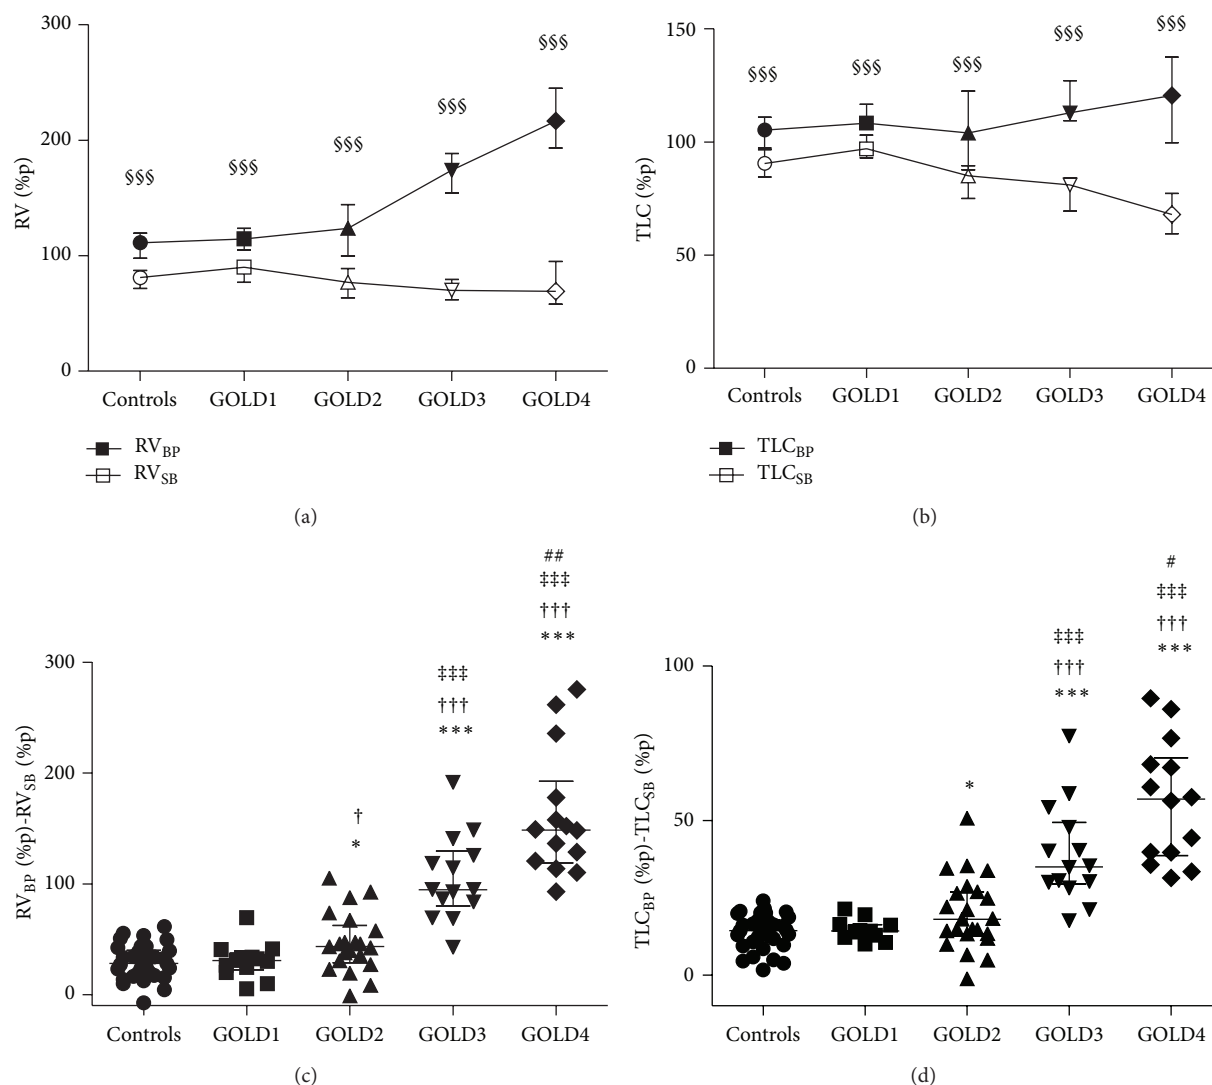 300
200
100
0
RV (%p)
§§§
§§§
§§§
§§§
§§§
Controls GOLD1 GOLD2 GOLD3 GOLD4
RV_BP
RV_SB
(a)
150
100
50
0
TLC (%p)
§§§
§§§
§§§
§§§
§§§
Controls GOLD1 GOLD2 GOLD3 GOLD4
TLC_BP
TLC_SB
(b)
300
200
100
0
RV_BP (%p)-RV_SB (%p)
†
*
‡‡‡
†††
***
##
‡‡‡
†††
***
Controls GOLD1 GOLD2 GOLD3 GOLD4
(c)
100
50
0
TLC_BP (%p)-TLC_SB (%p)
*
‡‡‡
†††
***
#
‡‡‡
†††
***
Controls GOLD1 GOLD2 GOLD3 GOLD4
(d)